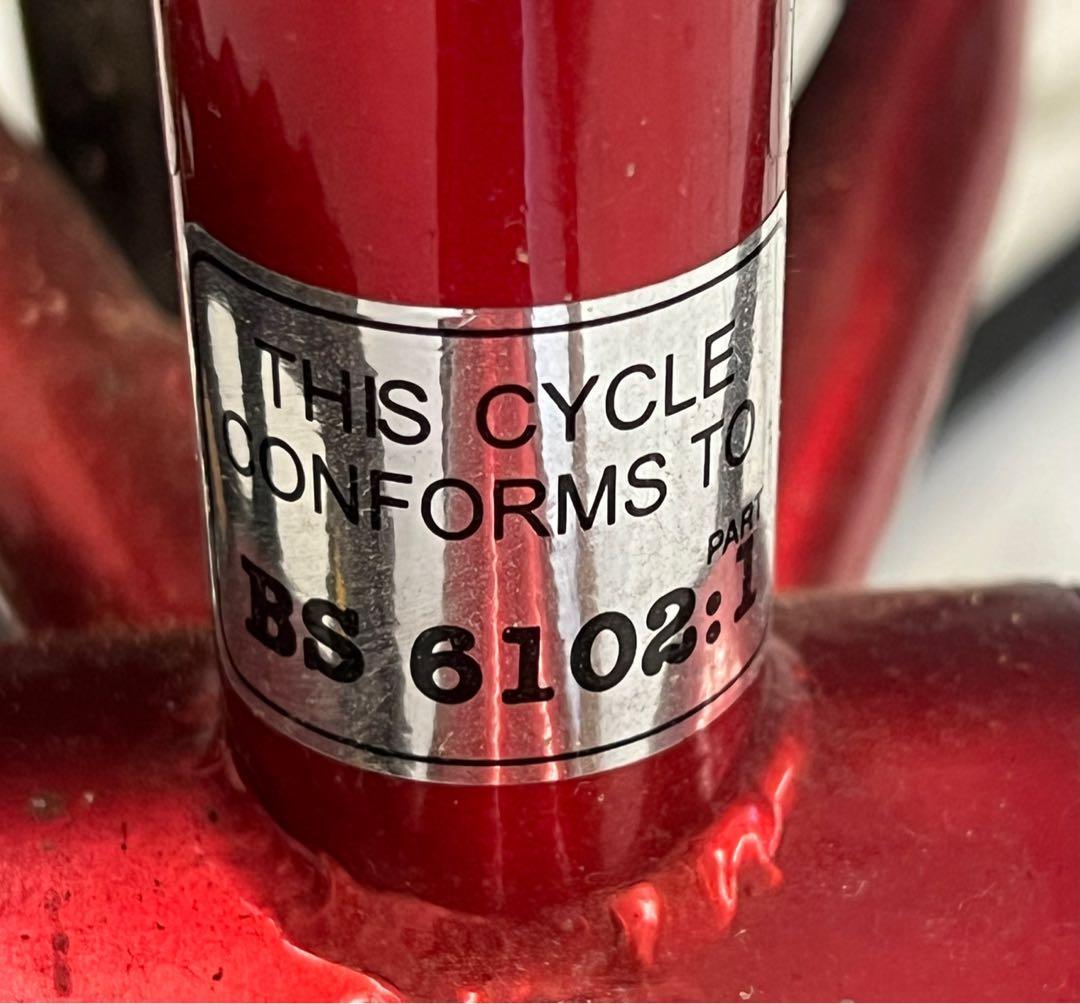 THIS CYCLE
CONFORMS TO
PART
BS 6102:1